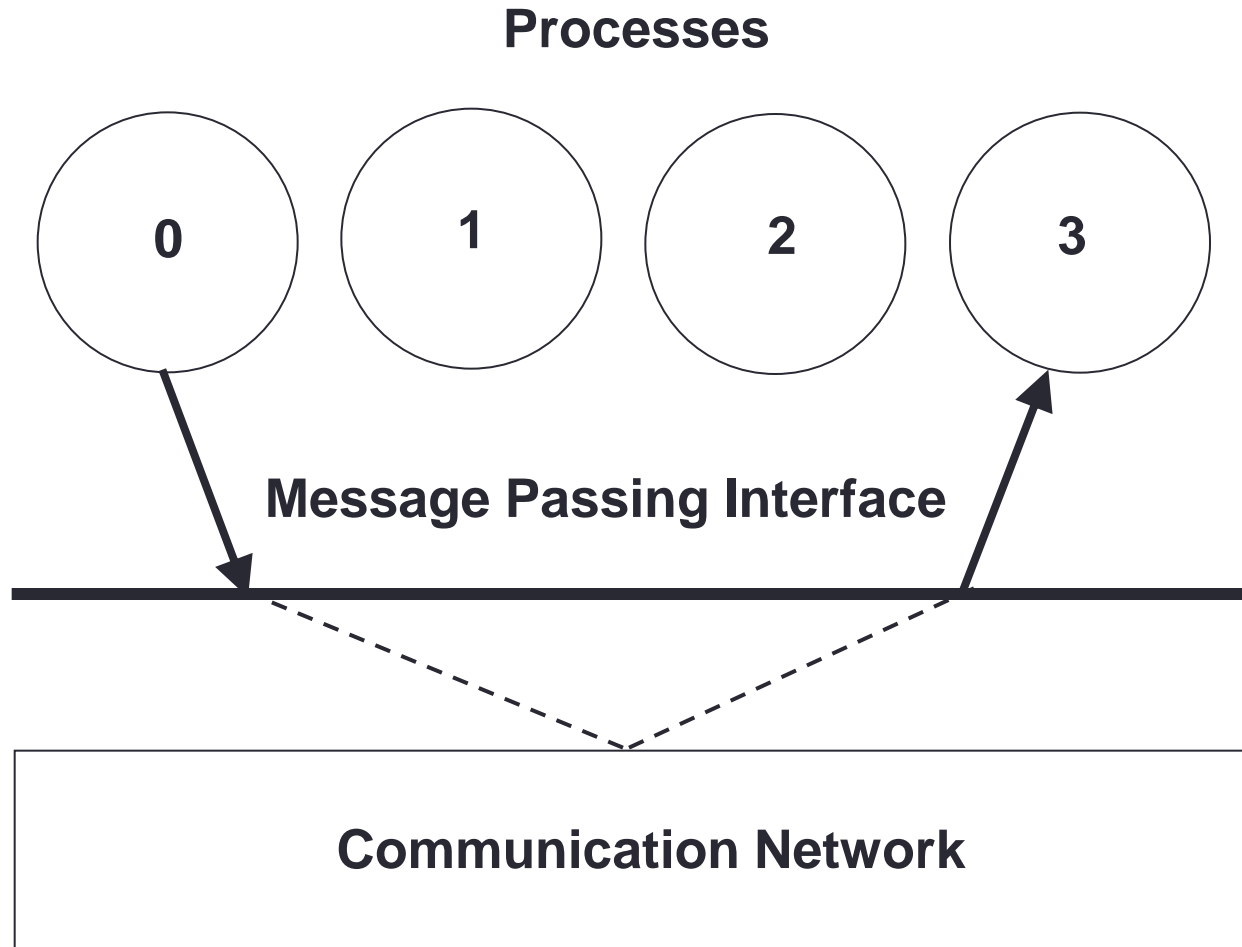 Processes
0
1
2
3
Message Passing Interface
Communication Network